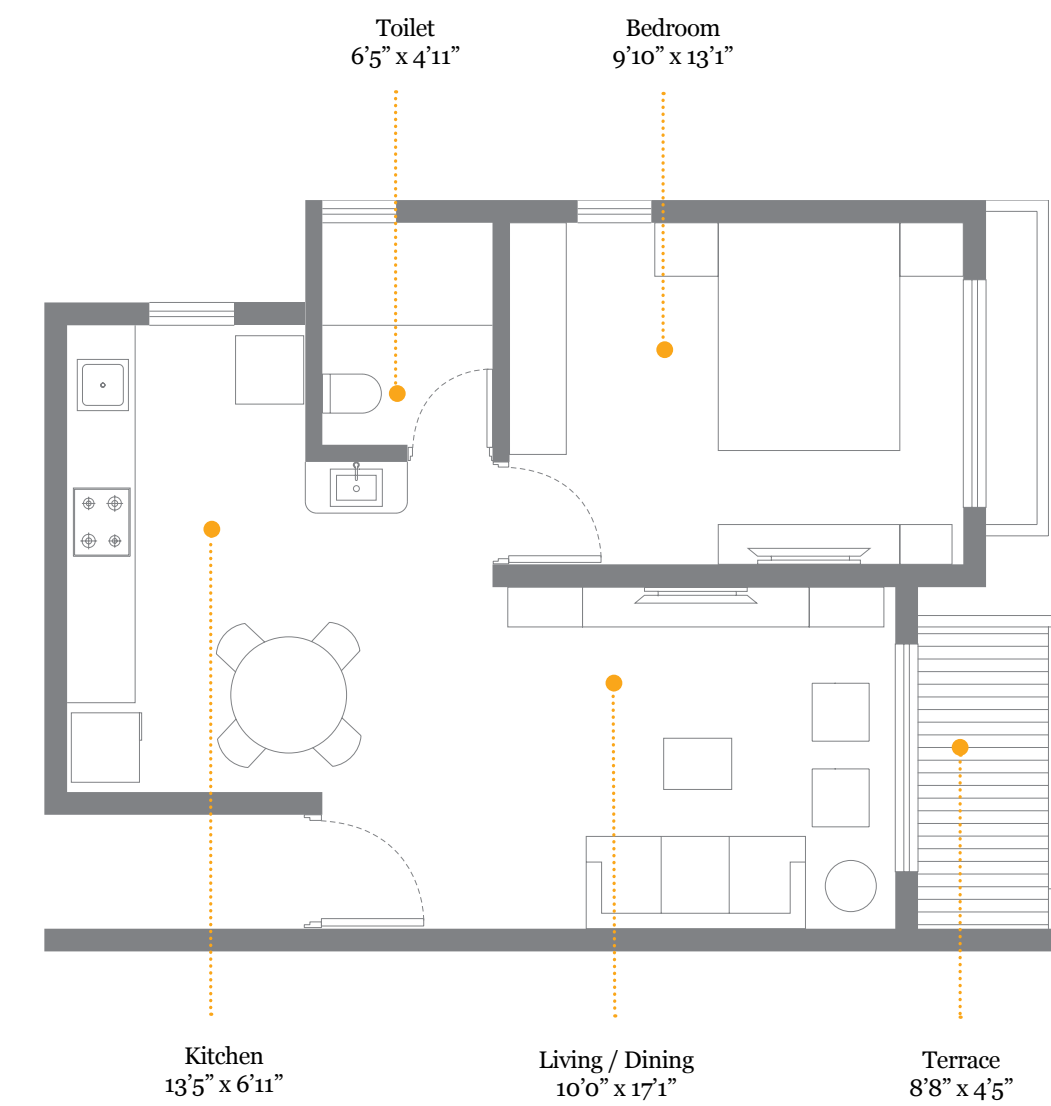 Toilet
6’5” x 4’11”
Bedroom
9’10” x 13’1”
Kitchen
13’5” x 6’11”
Living / Dining
10’0” x 17’1”
Terrace
8’8” x 4’5”